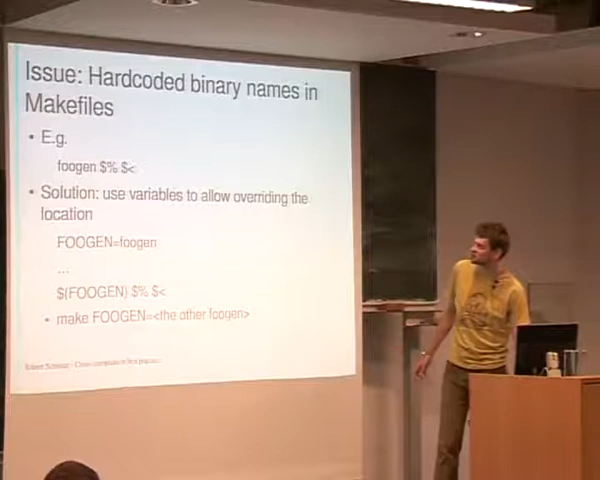 Issue: Hardcoded binary names in
Makefiles
• E.g.
foogen $% $<
• Solution: use variables to allow overriding the
location
FOOGEN=foogen
...
$(FOOGEN) $% $<
• make FOOGEN=<the other foogen>